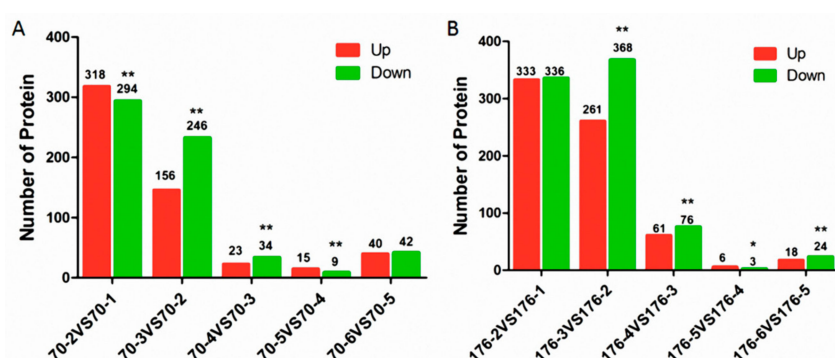 A
Number of Protein
400
300
200
100
0
Up
Down
318
**
294
156
**
246
23
**
34
15
**
9
40
42
70-2VS70-1
70-3VS70-2
70-4VS70-3
70-5VS70-4
70-6VS70-5
B
Number of Protein
400
300
200
100
0
Up
Down
333
336
261
**
368
61
**
76
6
*
3
18
**
24
176-2VS176-1
176-3VS176-2
176-4VS176-3
176-5VS176-4
176-6VS176-5